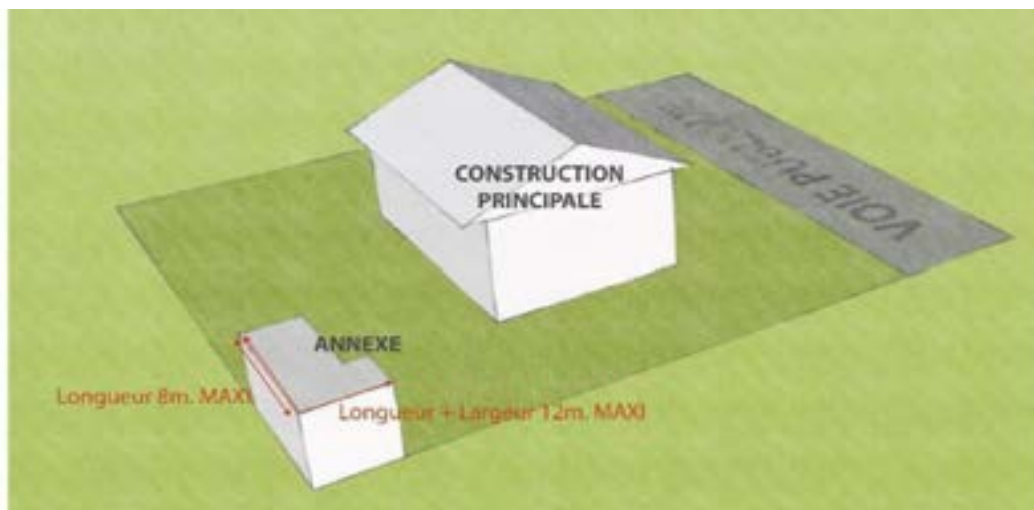 CONSTRUCTION
PRINCIPALE
VOIE PUBLIQUE
ANNEXE
Longueur 8m. MAXI
Longueur + Largeur 12m. MAXI